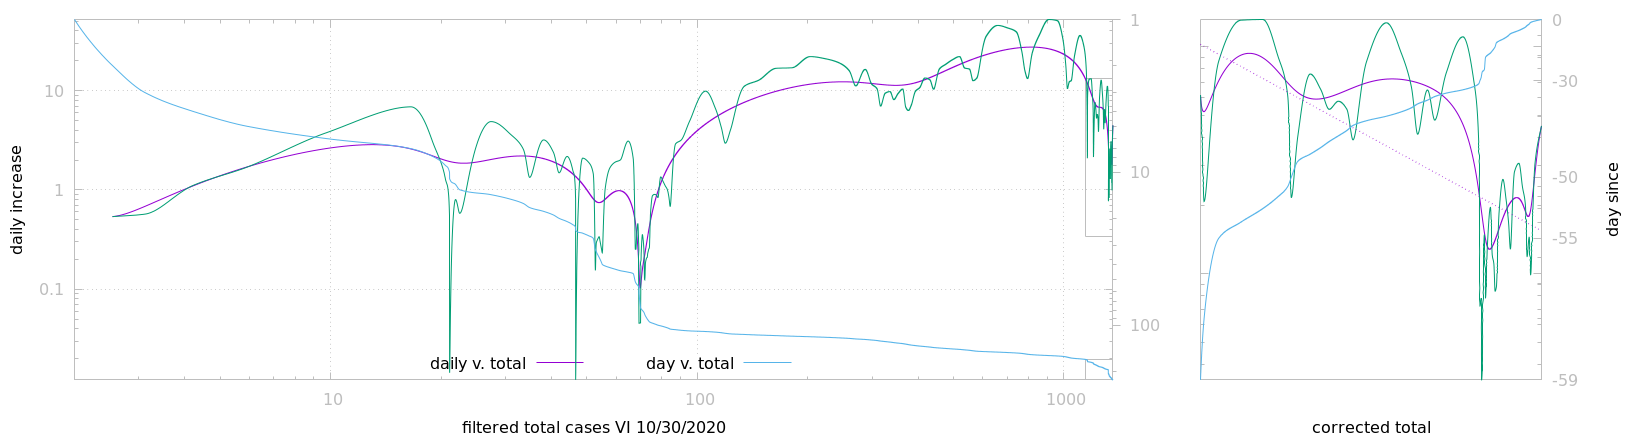 daily increase
10
1
0.1
daily v. total
day v. total
10
100
1000
filtered total cases VI 10/30/2020
1
10
100
0
-30
-50
-55
-59
day since
corrected total